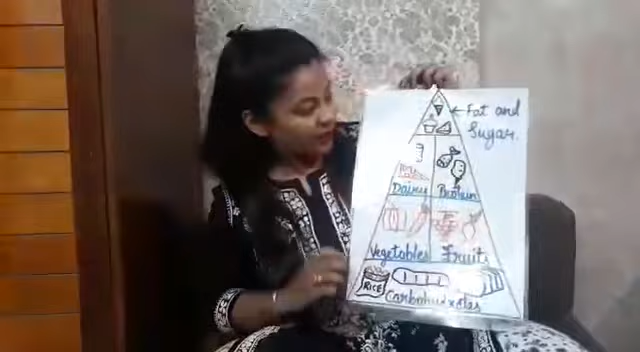 ← Fat and
Sugar.
Dairy Protein
Vegetables Fruits
RICE
Carbohydrates